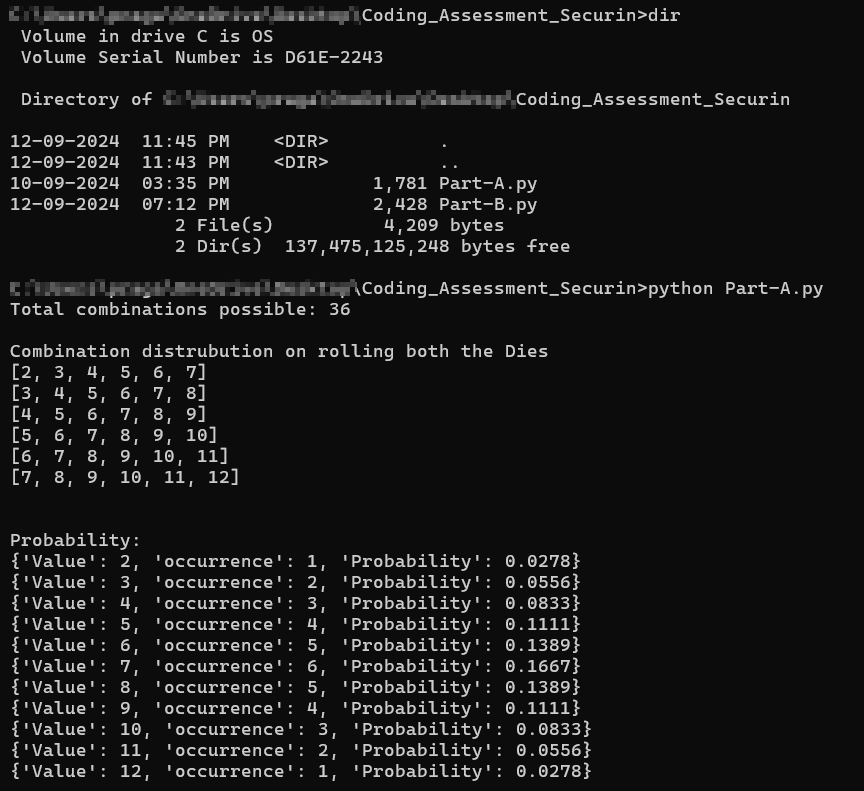 \Coding_Assessment_Securin>dir
Volume in drive C is OS
Volume Serial Number is D61E-2243
Directory of \Coding_Assessment_Securin
12-09-2024 11:45 PM <DIR> .
12-09-2024 11:43 PM <DIR> ..
10-09-2024 03:35 PM 1,781 Part-A.py
12-09-2024 07:12 PM 2,428 Part-B.py
2 File(s) 4,209 bytes
2 Dir(s) 137,475,125,248 bytes free
\Coding_Assessment_Securin>python Part-A.py
Total combinations possible: 36
Combination distrubution on rolling both the Dies
[2, 3, 4, 5, 6, 7]
[3, 4, 5, 6, 7, 8]
[4, 5, 6, 7, 8, 9]
[5, 6, 7, 8, 9, 10]
[6, 7, 8, 9, 10, 11]
[7, 8, 9, 10, 11, 12]
Probability:
{'Value': 2, 'occurrence': 1, 'Probability': 0.0278}
{'Value': 3, 'occurrence': 2, 'Probability': 0.0556}
{'Value': 4, 'occurrence': 3, 'Probability': 0.0833}
{'Value': 5, 'occurrence': 4, 'Probability': 0.1111}
{'Value': 6, 'occurrence': 5, 'Probability': 0.1389}
{'Value': 7, 'occurrence': 6, 'Probability': 0.1667}
{'Value': 8, 'occurrence': 5, 'Probability': 0.1389}
{'Value': 9, 'occurrence': 4, 'Probability': 0.1111}
{'Value': 10, 'occurrence': 3, 'Probability': 0.0833}
{'Value': 11, 'occurrence': 2, 'Probability': 0.0556}
{'Value': 12, 'occurrence': 1, 'Probability': 0.0278}